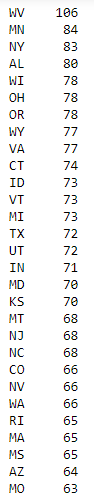 WV 106
MN 84
NY 83
AL 80
WI 78
OH 78
OR 78
WY 77
VA 77
CT 74
ID 73
VT 73
MI 73
TX 72
UT 72
IN 71
MD 70
KS 70
MT 68
NJ 68
NC 68
CO 66
NV 66
WA 66
RI 65
MA 65
MS 65
AZ 64
MO 63